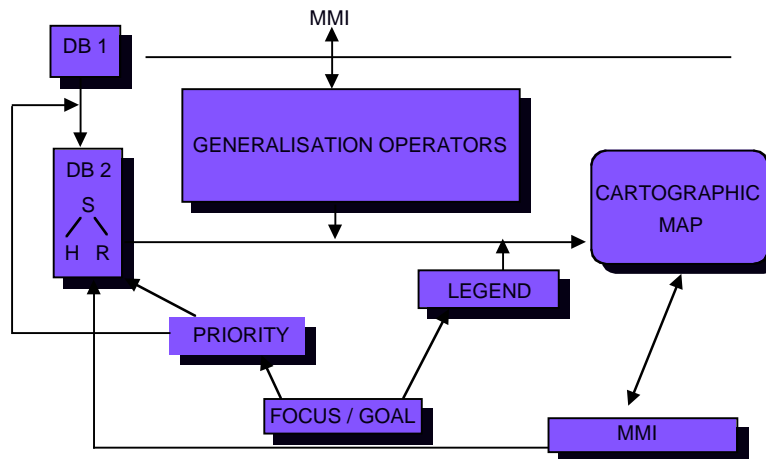 MMI
DB 1
GENERALISATION OPERATORS
DB 2
S
H R
CARTOGRAPHIC
MAP
LEGEND
PRIORITY
FOCUS / GOAL
MMI